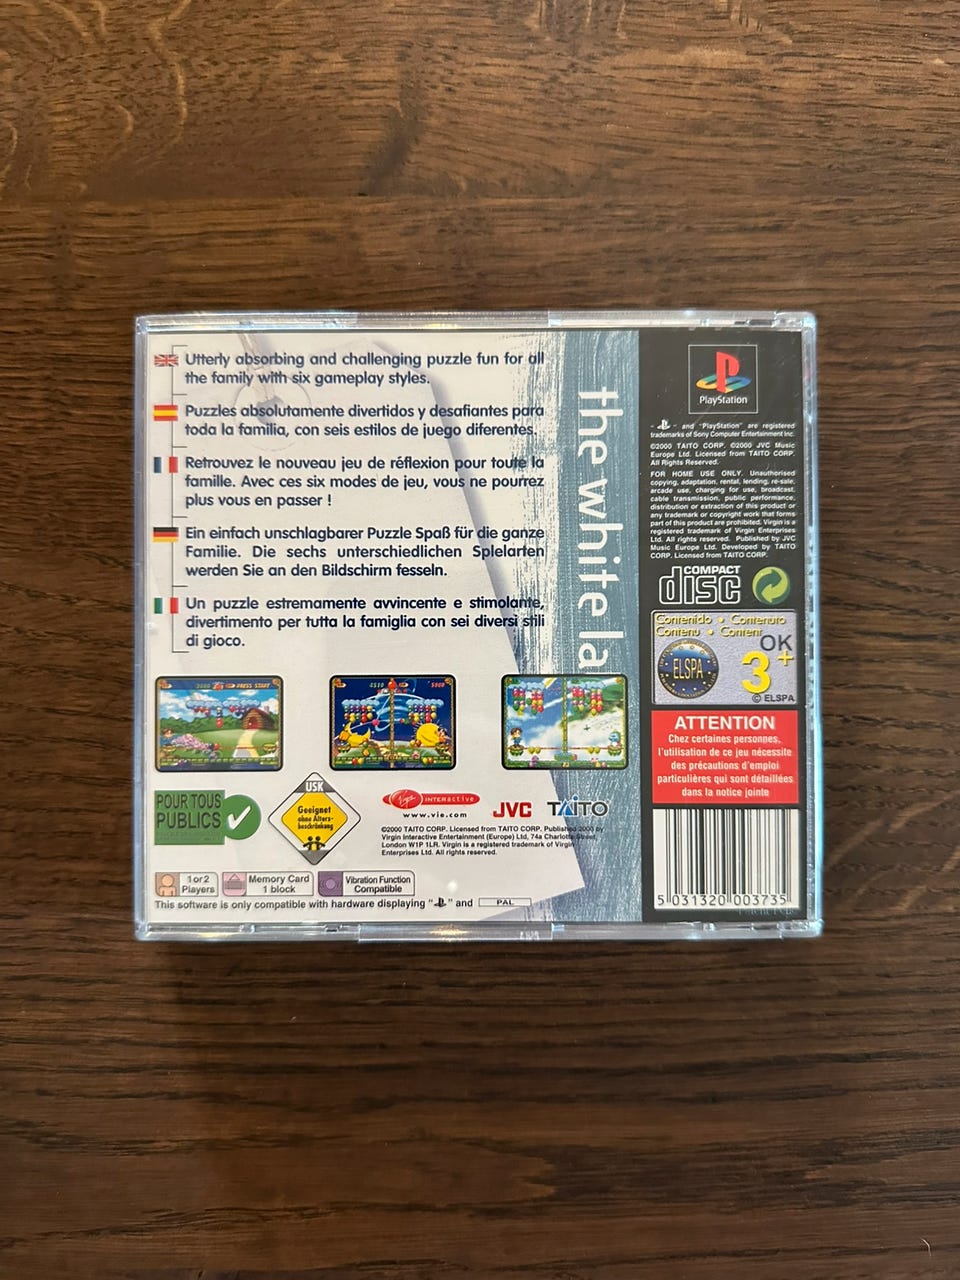 Utterly absorbing and challenging puzzle fun for all
the family with six gameplay styles.
Puzzles absolutamente divertidos y desafiantes para
toda la familia, con seis estilos de juego diferentes.
Retrouvez le nouveau jeu de réflexion pour toute la
famille. Avec ces six modes de jeu, vous ne pourrez
plus vous en passer !
Ein einfach unschlagbarer Puzzle Spaß für die ganze
Familie. Die sechs unterschiedlichen Spielarten
werden Sie an den Bildschirm fesseln.
Un puzzle estremamente avvincente e stimolante,
divertimento per tutta la famiglia con sei diversi stili
di gioco.
PRESS START
POUR TOUS
PUBLICS
USK
Geeignet
ohne Alters-
beschränkung
Virgin INTERactive
www.vie.com
JVC
TAITO
©2000 TAITO CORP. Licensed from TAITO CORP. Published 2000 by
Virgin Interactive Entertainment (Europe) Ltd, 74a Charlotte Street,
London W1P 1LR. Virgin is a registered trademark of Virgin
Enterprises Ltd. All rights reserved.
1 or 2
Players
Memory Card
1 block
Vibration Function
Compatible
This software is only compatible with hardware displaying " " and PAL
the white la
PlayStation
" " and "PlayStation" are registered
trademarks of Sony Computer Entertainment Inc.
©2000 TAITO CORP. ©2000 JVC Music
Europe Ltd. Licensed from TAITO CORP.
All Rights Reserved.
FOR HOME USE ONLY. Unauthorised
copying, adaptation, rental, lending, re-sale,
arcade use, charging for use, broadcast,
cable transmission, public performance,
distribution or extraction of this product or
any trademark or copyright work that forms
part of this product are prohibited. Virgin is a
registered trademark of Virgin Enterprises
Ltd. All rights reserved. Published by JVC
Music Europe Ltd. Developed by TAITO
CORP. Licensed from TAITO CORP.
COMPACT
disc
Contenido • Contenuto
Contenu • Content
ELSPA
OK
3+
© ELSPA
ATTENTION
Chez certaines personnes,
l'utilisation de ce jeu nécessite
des précautions d'emploi
particulières qui sont détaillées
dans la notice jointe
5 031320 003735